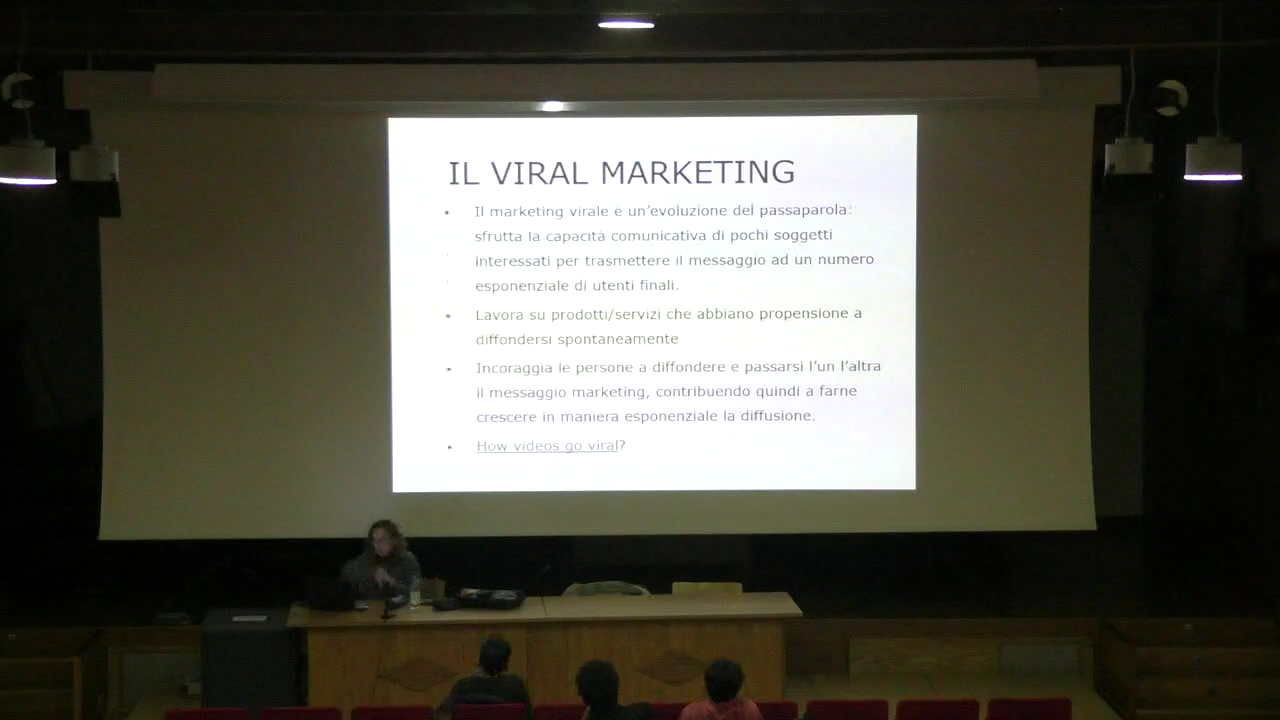 IL VIRAL MARKETING
Il marketing virale è un'evoluzione del passaparola:
sfrutta la capacità comunicativa di pochi soggetti
interessati per trasmettere il messaggio ad un numero
esponenziale di utenti finali.
Lavora su prodotti/servizi che abbiano propensione a
diffondersi spontaneamente
Incoraggia le persone a diffondere e passarsi l'un l'altra
il messaggio marketing, contribuendo quindi a farne
crescere in maniera esponenziale la diffusione.
How videos go viral?